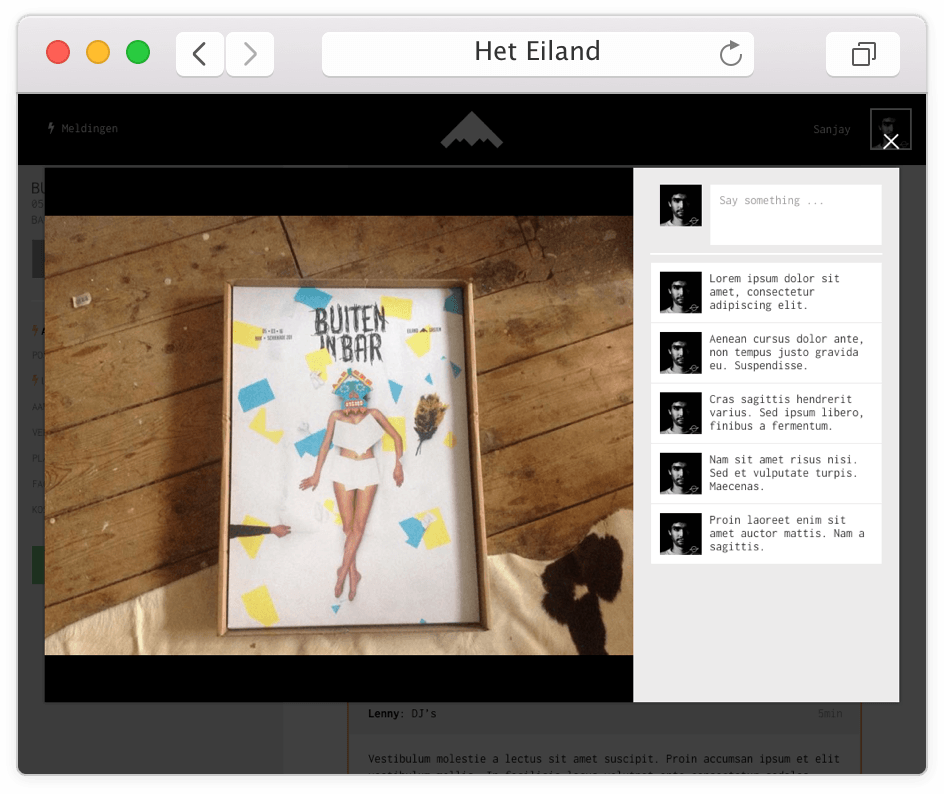 Het Eiland
Meldingen
Sanjay
BUITEN
IN BAR
Say something ...
Lorem ipsum dolor sit
amet, consectetur
adipiscing elit.
Aenean cursus dolor ante,
non tempus justo gravida
eu. Suspendisse.
Cras sagittis hendrerit
varius. Sed ipsum libero,
finibus a fermentum.
Nam sit amet risus nisi.
Sed et vulputate turpis.
Maecenas.
Proin laoreet enim sit
amet auctor mattis. Nam a
sagittis.
Lenny: DJ's
5min
Vestibulum molestie a lectus sit amet suscipit. Proin accumsan ipsum et elit